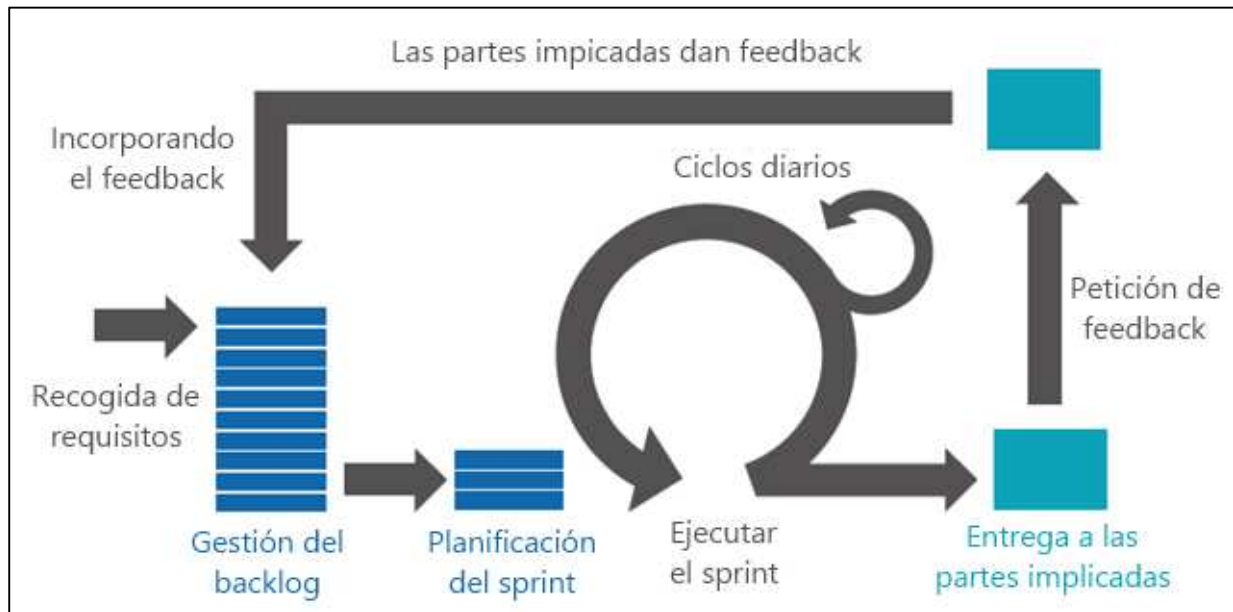 Las partes impicadas dan feedback
Incorporando
el feedback
Ciclos diarios
Petición de
feedback
Recogida de
requisitos
Gestión del
backlog
Planificación
del sprint
Ejecutar
el sprint
Entrega a las
partes implicadas